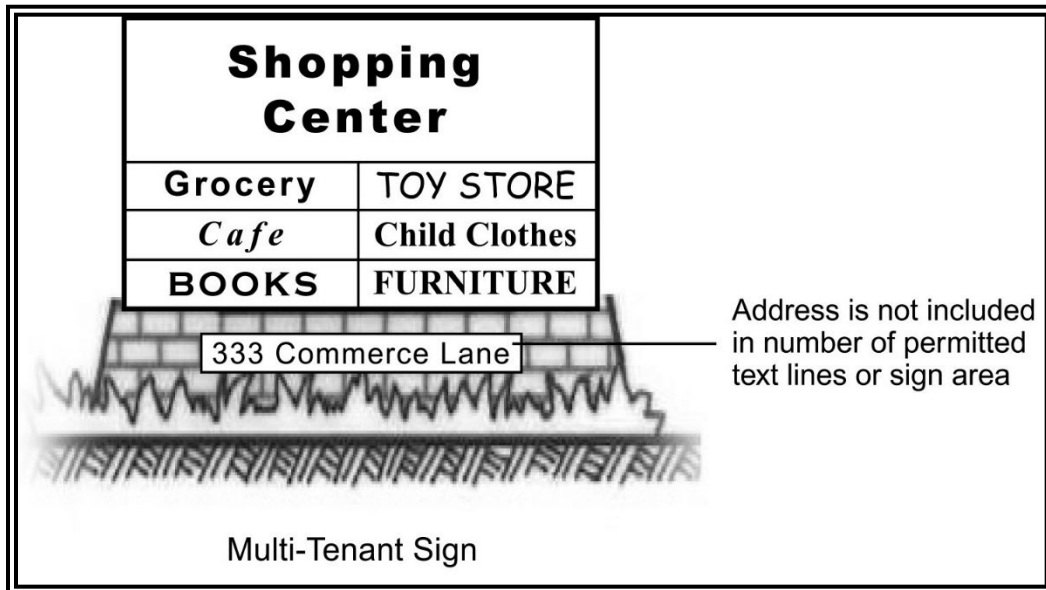 Shopping
Center
Grocery
TOY STORE
Cafe
Child Clothes
BOOKS
FURNITURE
333 Commerce Lane
Address is not included
in number of permitted
text lines or sign area
Multi-Tenant Sign